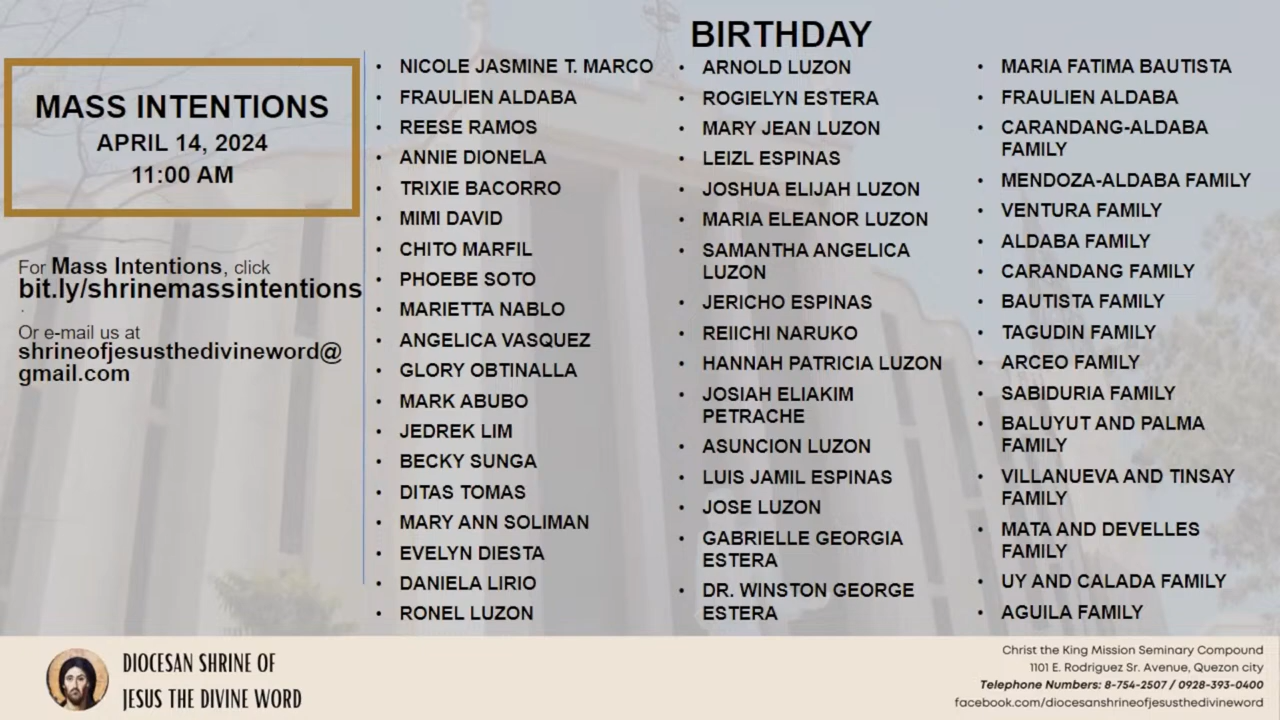 BIRTHDAY
MASS INTENTIONS
APRIL 14, 2024
11:00 AM
For Mass Intentions, click
bit.ly/shrinemassintentions
.
Or e-mail us at
shrineofjesusthedivineword@
gmail.com
• NICOLE JASMINE T. MARCO
• FRAULIEN ALDABA
• REESE RAMOS
• ANNIE DIONELA
• TRIXIE BACORRO
• MIMI DAVID
• CHITO MARFIL
• PHOEBE SOTO
• MARIETTA NABLO
• ANGELICA VASQUEZ
• GLORY OBTINALLA
• MARK ABUBO
• JEDREK LIM
• BECKY SUNGA
• DITAS TOMAS
• MARY ANN SOLIMAN
• EVELYN DIESTA
• DANIELA LIRIO
• RONEL LUZON
• ARNOLD LUZON
• ROGIELYN ESTERA
• MARY JEAN LUZON
• LEIZL ESPINAS
• JOSHUA ELIJAH LUZON
• MARIA ELEANOR LUZON
• SAMANTHA ANGELICA
LUZON
• JERICHO ESPINAS
• REIICHI NARUKO
• HANNAH PATRICIA LUZON
• JOSIAH ELIAKIM
PETRACHE
• ASUNCION LUZON
• LUIS JAMIL ESPINAS
• JOSE LUZON
• GABRIELLE GEORGIA
ESTERA
• DR. WINSTON GEORGE
ESTERA
• MARIA FATIMA BAUTISTA
• FRAULIEN ALDABA
• CARANDANG-ALDABA
FAMILY
• MENDOZA-ALDABA FAMILY
• VENTURA FAMILY
• ALDABA FAMILY
• CARANDANG FAMILY
• BAUTISTA FAMILY
• TAGUDIN FAMILY
• ARCEO FAMILY
• SABIDURIA FAMILY
• BALUYUT AND PALMA
FAMILY
• VILLANUEVA AND TINSAY
FAMILY
• MATA AND DEVELLES
FAMILY
• UY AND CALADA FAMILY
• AGUILA FAMILY
DIOCESAN SHRINE OF
JESUS THE DIVINE WORD
Christ the King Mission Seminary Compound
1101 E. Rodriguez Sr. Avenue, Quezon city
Telephone Numbers: 8-754-2507 / 0928-393-0400
facebook.com/diocesanshrineofjesusthedivineword